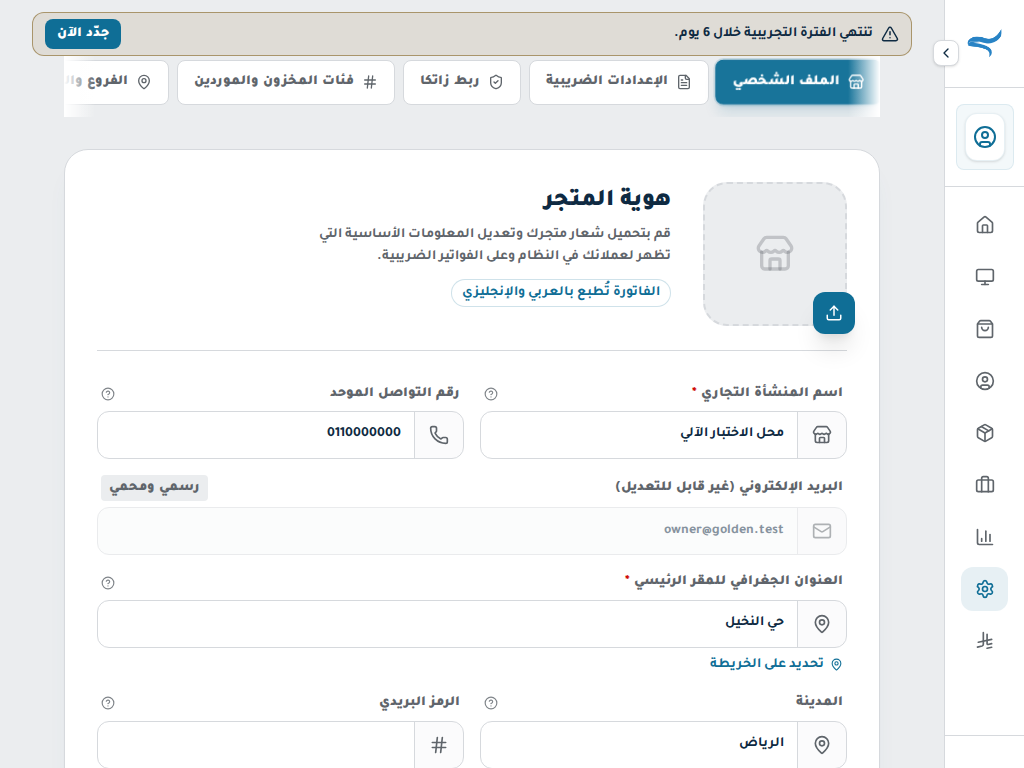 تنتهي الفترة التجريبية خلال 6 يوم.
جدّد الآن
الملف الشخصي
الإعدادات الضريبية
ربط زاتكا
فئات المخزون والموردين
الفروع وا
هوية المتجر
قم بتحميل شعار متجرك وتعديل المعلومات الأساسية التي
تظهر لعملائك في النظام وعلى الفواتير الضريبية.
الفاتورة تُطبع بالعربي والإنجليزي
اسم المنشأة التجاري *
رقم التواصل الموحد
محل الاختبار الآلي
0110000000
البريد الإلكتروني (غير قابل للتعديل)
رسمي ومحمي
owner@golden.test
العنوان الجغرافي للمقر الرئيسي *
حي النخيل
تحديد على الخريطة
المدينة
الرمز البريدي
الرياض